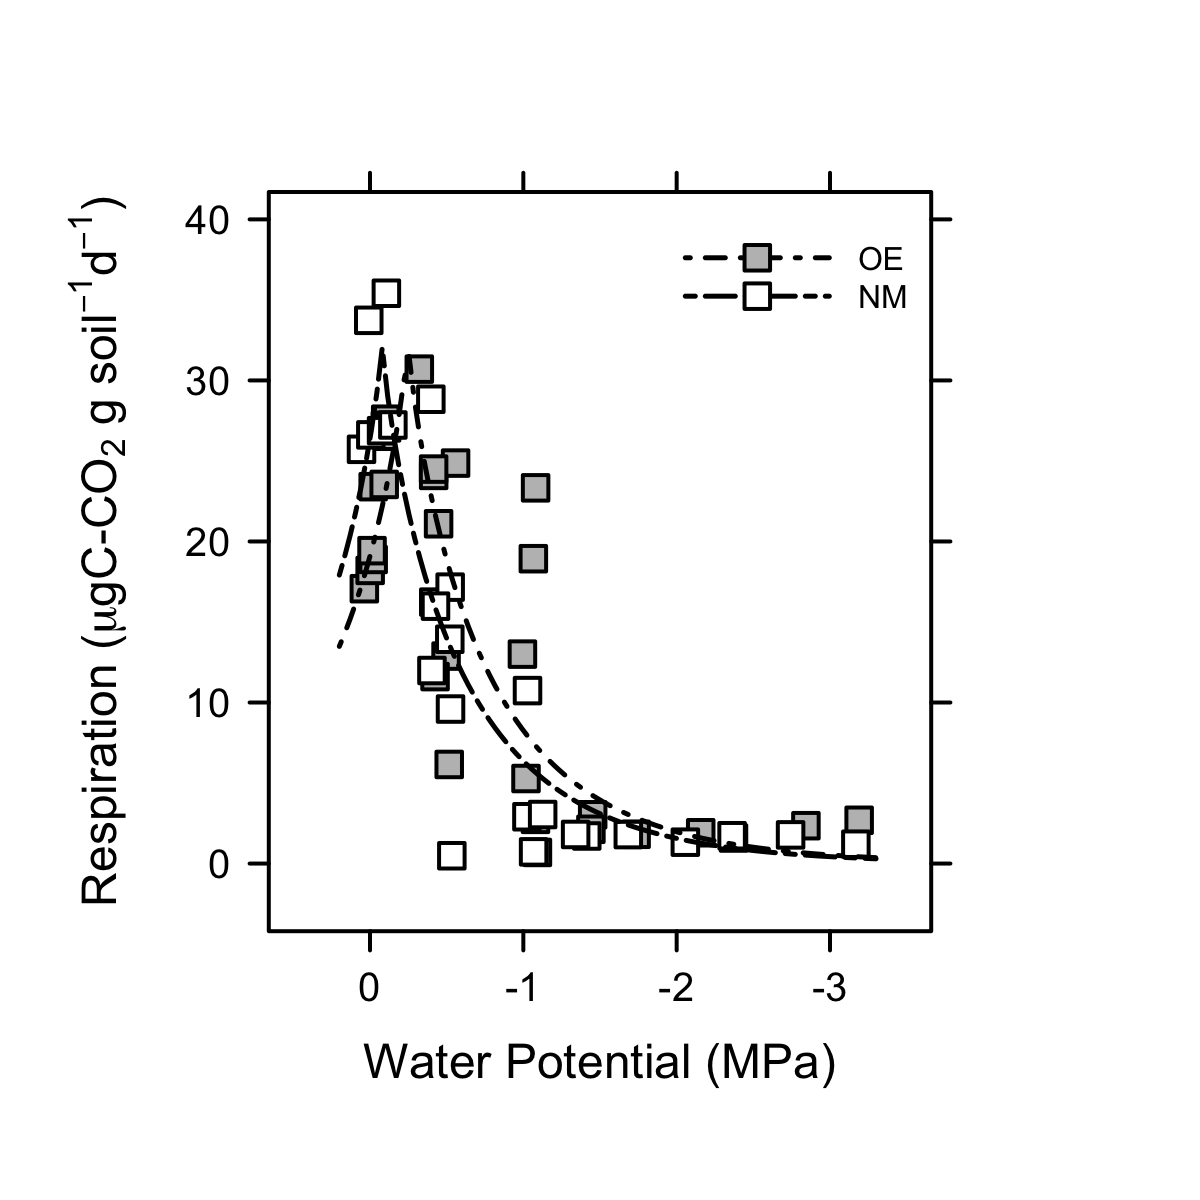 Respiration (μgC-CO₂ g soil⁻¹d⁻¹)
40
30
20
10
0
OE
NM
0 -1 -2 -3
Water Potential (MPa)